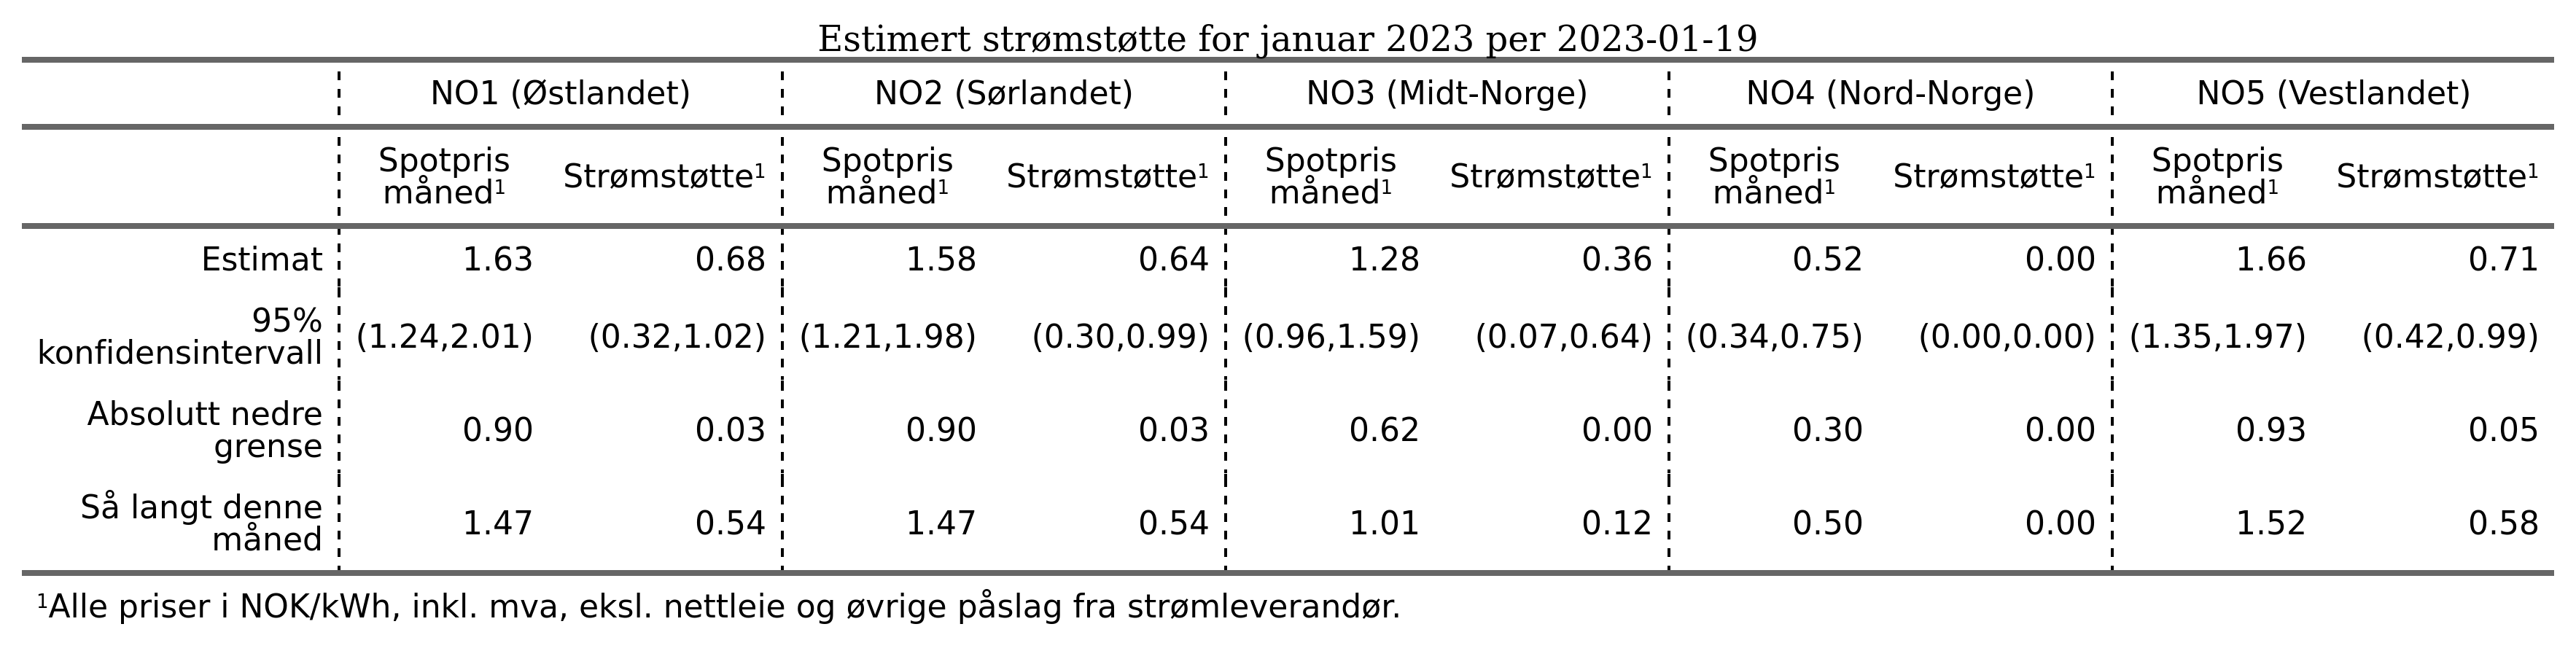 Estimert strømstøtte for januar 2023 per 2023-01-19
NO1 (Østlandet) NO2 (Sørlandet) NO3 (Midt-Norge) NO4 (Nord-Norge) NO5 (Vestlandet)
Spotpris måned¹ Strømstøtte¹ Spotpris måned¹ Strømstøtte¹ Spotpris måned¹ Strømstøtte¹ Spotpris måned¹ Strømstøtte¹ Spotpris måned¹ Strømstøtte¹
Estimat 1.63 0.68 1.58 0.64 1.28 0.36 0.52 0.00 1.66 0.71
95% konfidensintervall (1.24,2.01) (0.32,1.02) (1.21,1.98) (0.30,0.99) (0.96,1.59) (0.07,0.64) (0.34,0.75) (0.00,0.00) (1.35,1.97) (0.42,0.99)
Absolutt nedre grense 0.90 0.03 0.90 0.03 0.62 0.00 0.30 0.00 0.93 0.05
Så langt denne måned 1.47 0.54 1.47 0.54 1.01 0.12 0.50 0.00 1.52 0.58
¹Alle priser i NOK/kWh, inkl. mva, eksl. nettleie og øvrige påslag fra strømleverandør.